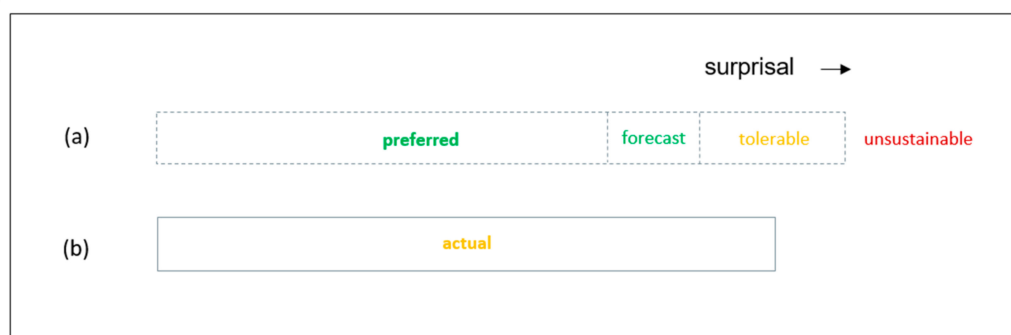 surprisal →
(a) preferred forecast tolerable unsustainable
(b) actual